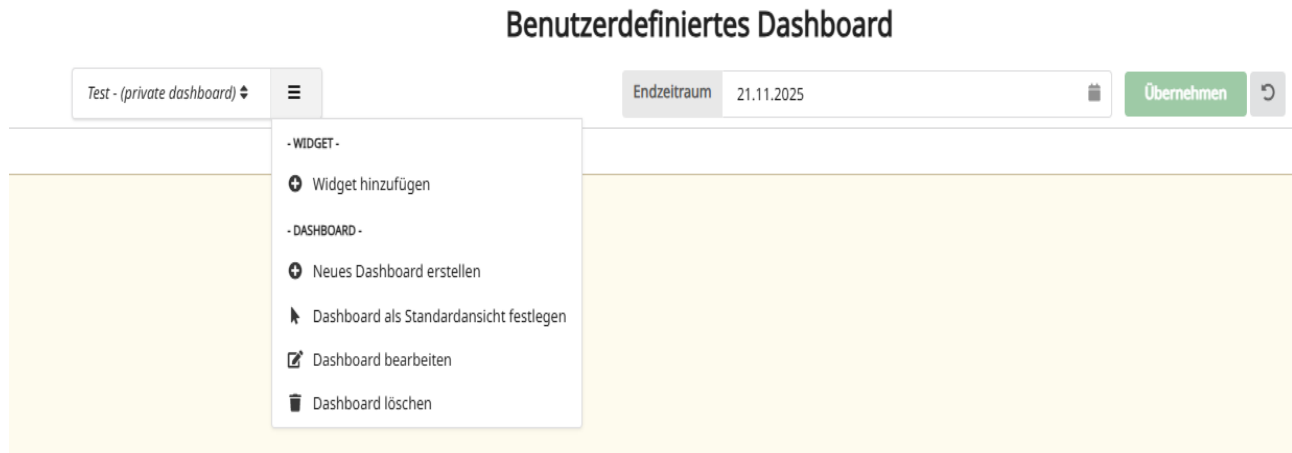 Benutzerdefiniertes Dashboard
Test - (private dashboard)
Endzeitraum 21.11.2025 Übernehmen
- WIDGET -
Widget hinzufügen
- DASHBOARD -
Neues Dashboard erstellen
Dashboard als Standardansicht festlegen
Dashboard bearbeiten
Dashboard löschen